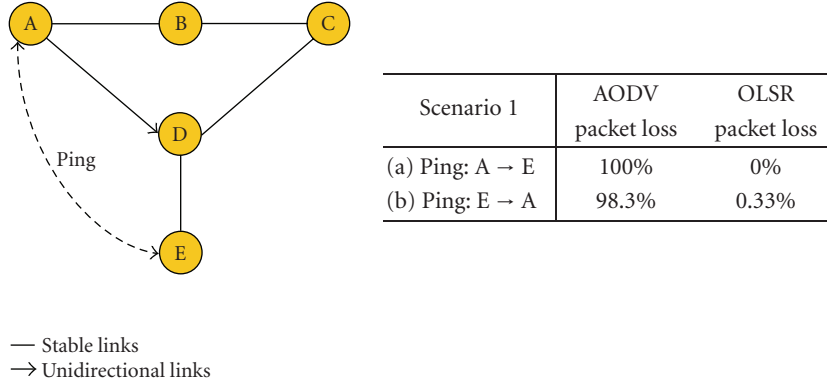 A
B
C
D
Ping
E
Stable links
Unidirectional links
Scenario 1
AODV packet loss
OLSR packet loss
(a) Ping: A → E 100% 0%
(b) Ping: E → A 98.3% 0.33%